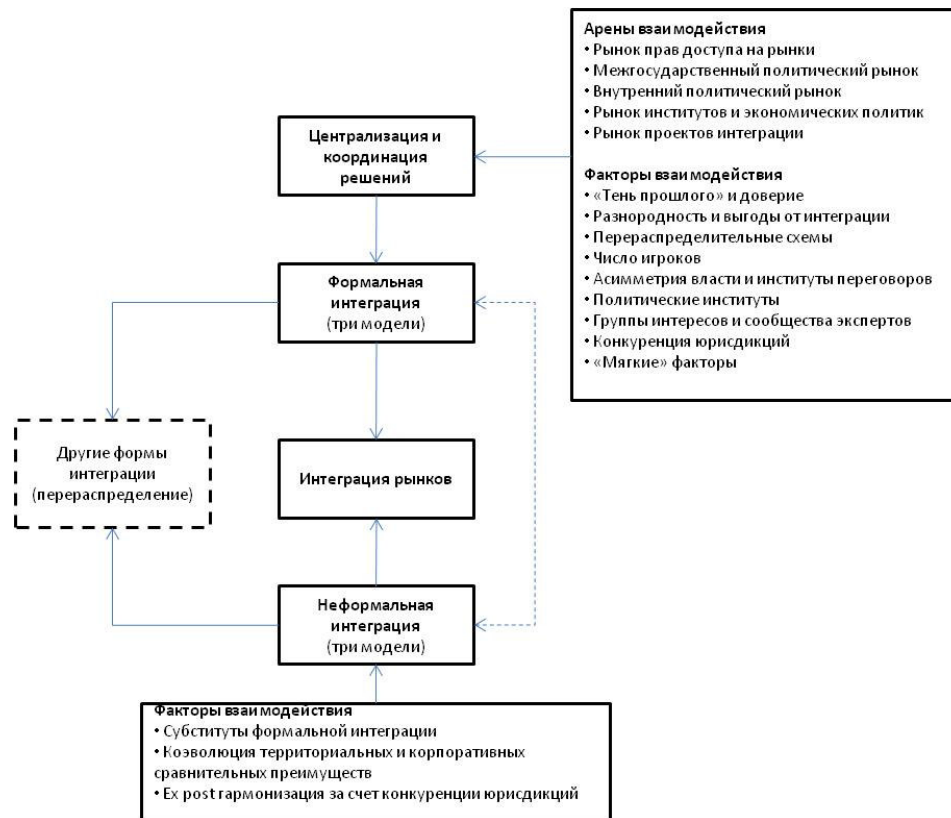 Арены взаимодействия
• Рынок прав доступа на рынки
• Межгосударственный политический рынок
• Внутренний политический рынок
• Рынок институтов и экономических политик
• Рынок проектов интеграции
Факторы взаимодействия
• «Тень прошлого» и доверие
• Разнородность и выгоды от интеграции
• Перераспределительные схемы
• Число игроков
• Асимметрия власти и институты переговоров
• Политические институты
• Группы интересов и сообщества экспертов
• Конкуренция юрисдикций
• «Мягкие» факторы
Централизация и
координация
решений
Формальная
интеграция
(три модели)
Другие формы
интеграции
(перераспределение)
Интеграция рынков
Неформальная
интеграция
(три модели)
Факторы взаимодействия
• Субституты формальной интеграции
• Коэволюция территориальных и корпоративных
сравнительных преимуществ
• Ex post гармонизация за счет конкуренции юрисдикций